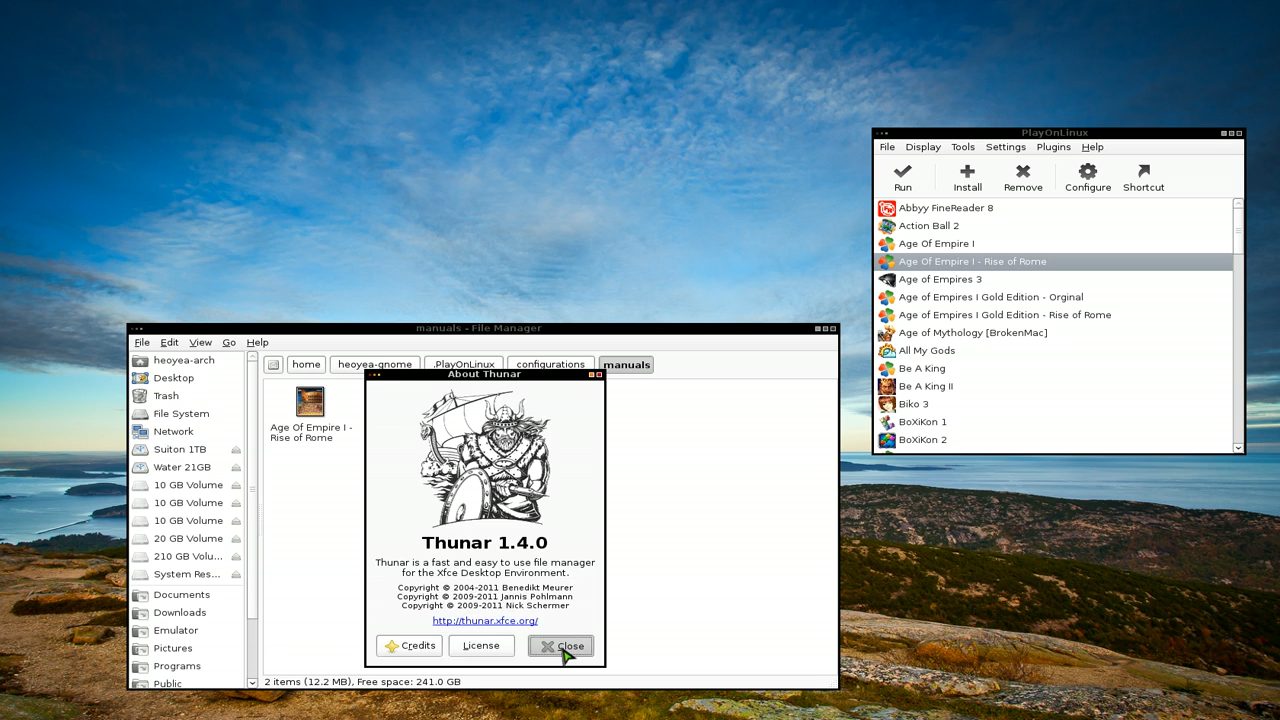 PlayOnLinux
File Display Tools Settings Plugins Help
Run Install Remove Configure Shortcut
Abbyy FineReader 8
Action Ball 2
Age Of Empire I
Age Of Empire I - Rise of Rome
Age of Empires 3
Age of Empires I Gold Edition - Orginal
Age of Empires I Gold Edition - Rise of Rome
Age of Mythology [BrokenMac]
All My Gods
Be A King
Be A King II
Biko 3
BoXiKon 1
BoXiKon 2
manuals - File Manager
File Edit View Go Help
heoyea-arch
Desktop
Trash
File System
Network
Suiton 1TB
Water 21GB
10 GB Volume
10 GB Volume
10 GB Volume
20 GB Volume
210 GB Volu...
System Res...
Documents
Downloads
Emulator
Pictures
Programs
Public
home heoyea-gnome .PlayOnLinux configurations manuals
Age Of Empire I -
Rise of Rome
2 items (12.2 MB), Free space: 241.0 GB
About Thunar
Thunar 1.4.0
Thunar is a fast and easy to use file manager
for the Xfce Desktop Environment.
Copyright © 2004-2011 Benedikt Meurer
Copyright © 2009-2011 Jannis Pohlmann
Copyright © 2009-2011 Nick Schermer
http://thunar.xfce.org/
Credits License Close